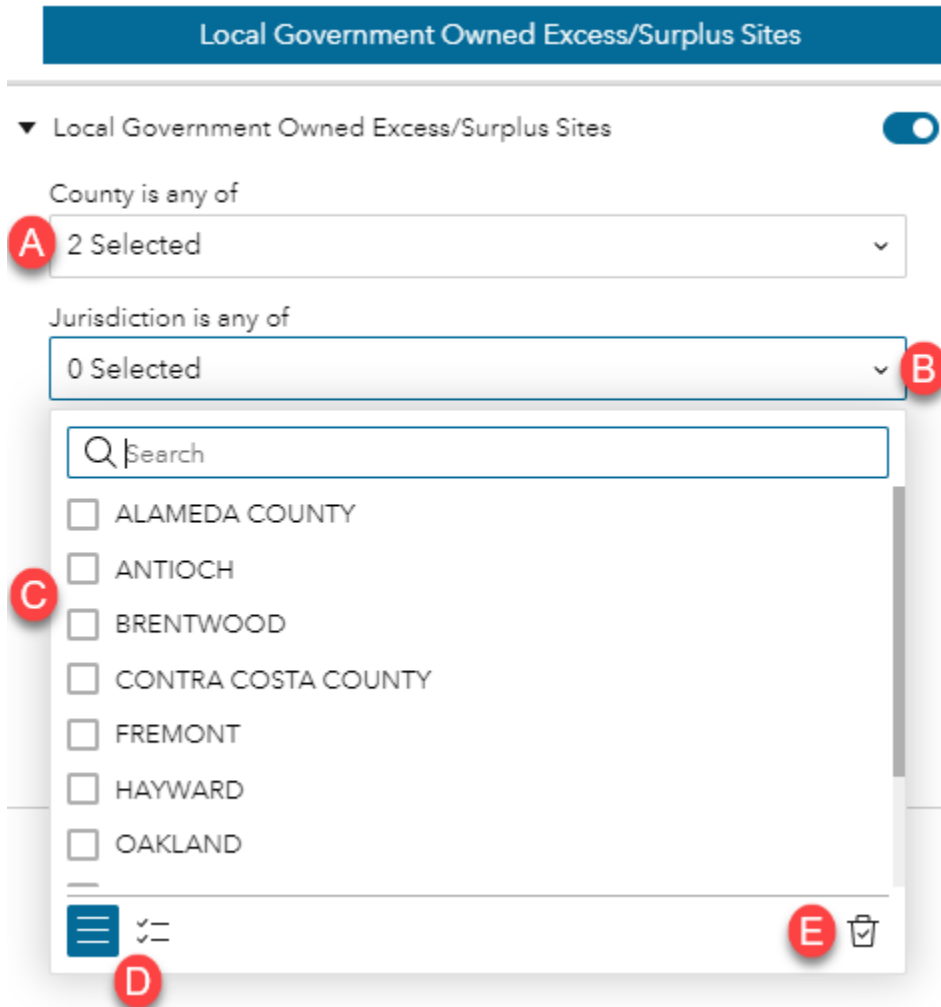 Local Government Owned Excess/Surplus Sites
Local Government Owned Excess/Surplus Sites
County is any of
A 2 Selected
Jurisdiction is any of
0 Selected B
Search
ALAMEDA COUNTY
ANTIOCH
C
BRENTWOOD
CONTRA COSTA COUNTY
FREMONT
HAYWARD
OAKLAND
E
D